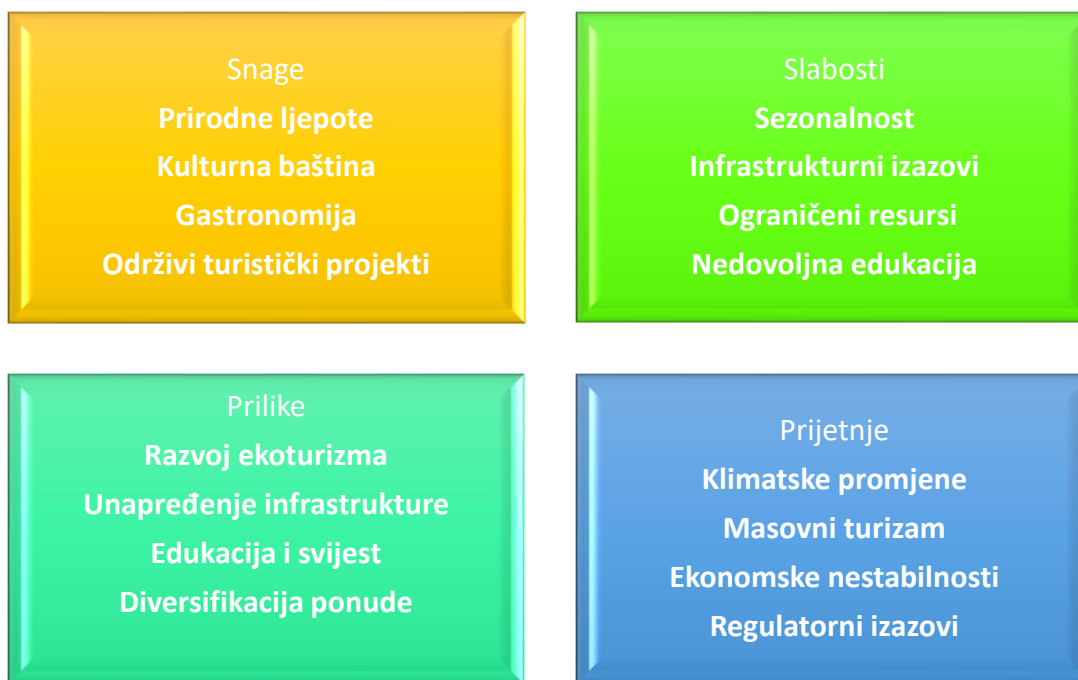 Snage
Prirodne ljepote
Kulturna baština
Gastronomija
Održivi turistički projekti
Slabosti
Sezonalnost
Infrastrukturni izazovi
Ograničeni resursi
Nedovoljna edukacija
Prilike
Razvoj ekoturizma
Unapređenje infrastrukture
Edukacija i svijest
Diversifikacija ponude
Prijetnje
Klimatske promjene
Masovni turizam
Ekonomske nestabilnosti
Regulatorni izazovi